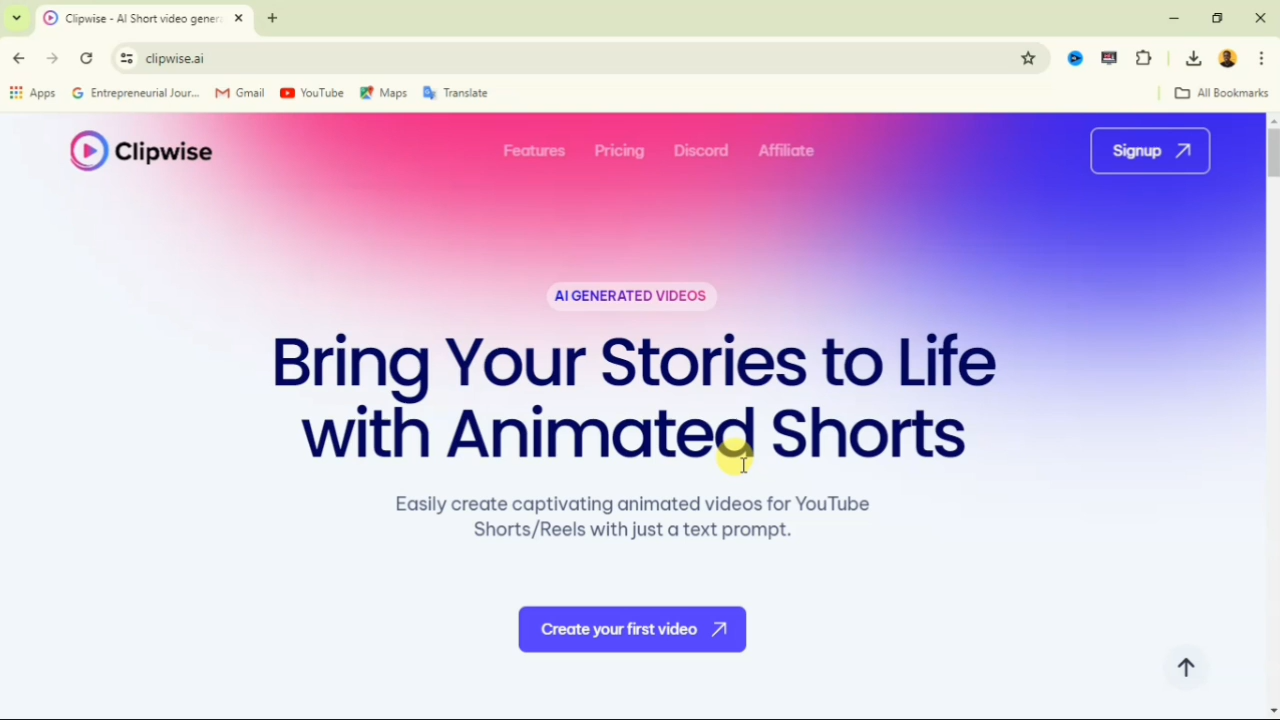 Clipwise - AI Short video gener
clipwise.ai
Apps
Entrepreneurial Jour...
Gmail
YouTube
Maps
Translate
All Bookmarks
Clipwise
Features
Pricing
Discord
Affiliate
Signup
AI GENERATED VIDEOS
Bring Your Stories to Life
with Animated Shorts
Easily create captivating animated videos for YouTube
Shorts/Reels with just a text prompt.
Create your first video